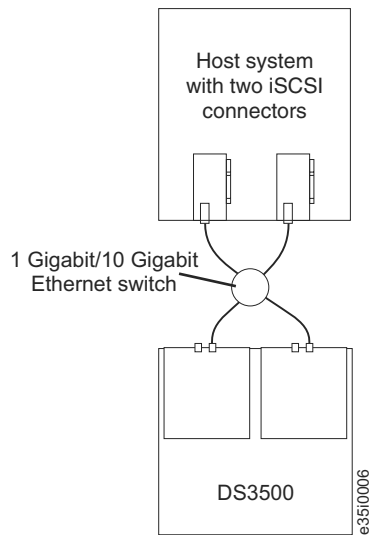 Host system
with two iSCSI
connectors
1 Gigabit/10 Gigabit
Ethernet switch
DS3500
e35i0006